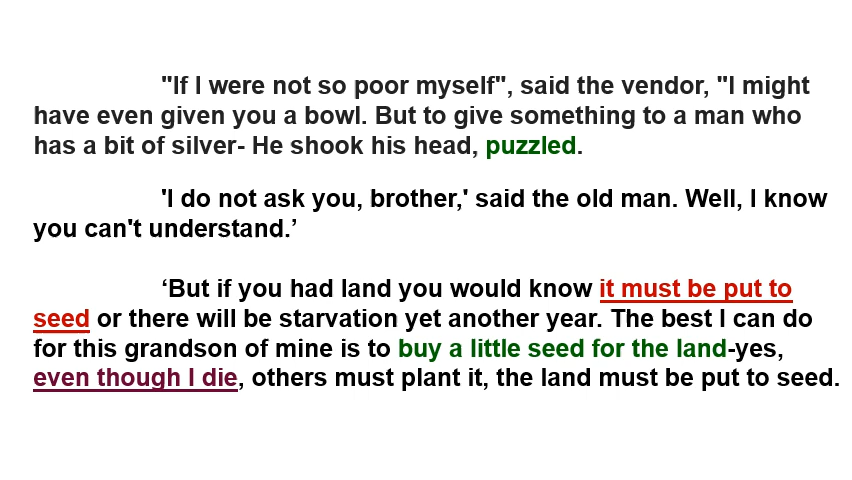 "If I were not so poor myself", said the vendor, "I might
have even given you a bowl. But to give something to a man who
has a bit of silver- He shook his head, puzzled.
'I do not ask you, brother,' said the old man. Well, I know
you can't understand.’
‘But if you had land you would know it must be put to
seed or there will be starvation yet another year. The best I can do
for this grandson of mine is to buy a little seed for the land-yes,
even though I die, others must plant it, the land must be put to seed.